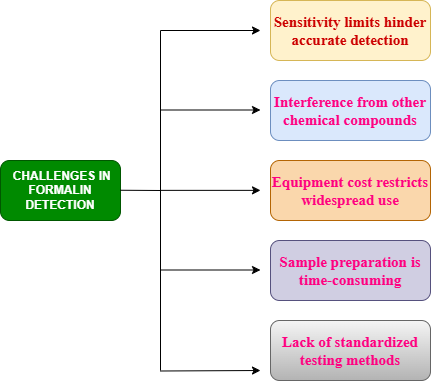 Sensitivity limits hinder
accurate detection
Interference from other
chemical compounds
CHALLENGES IN
FORMALIN
DETECTION
Equipment cost restricts
widespread use
Sample preparation is
time-consuming
Lack of standardized
testing methods